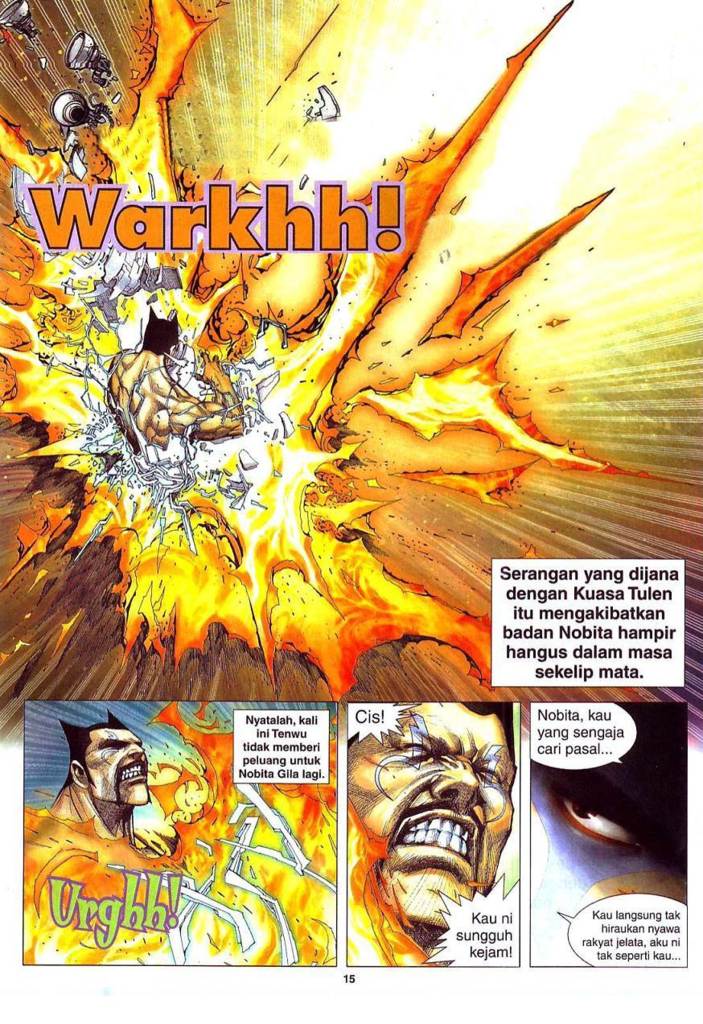 Warkhh!
Serangan yang dijana
dengan Kuasa Tulen
itu mengakibatkan
badan Nobita hampir
hangus dalam masa
sekelip mata.
Nyatalah, kali
ini Tenwu
tidak memberi
peluang untuk
Nobita Gila lagi.
Urghh!
Cis!
Kau ni
sungguh
kejam!
Nobita, kau
yang sengaja
cari pasal...
Kau langsung tak
hiraukan nyawa
rakyat jelata, aku ni
tak seperti kau...
15